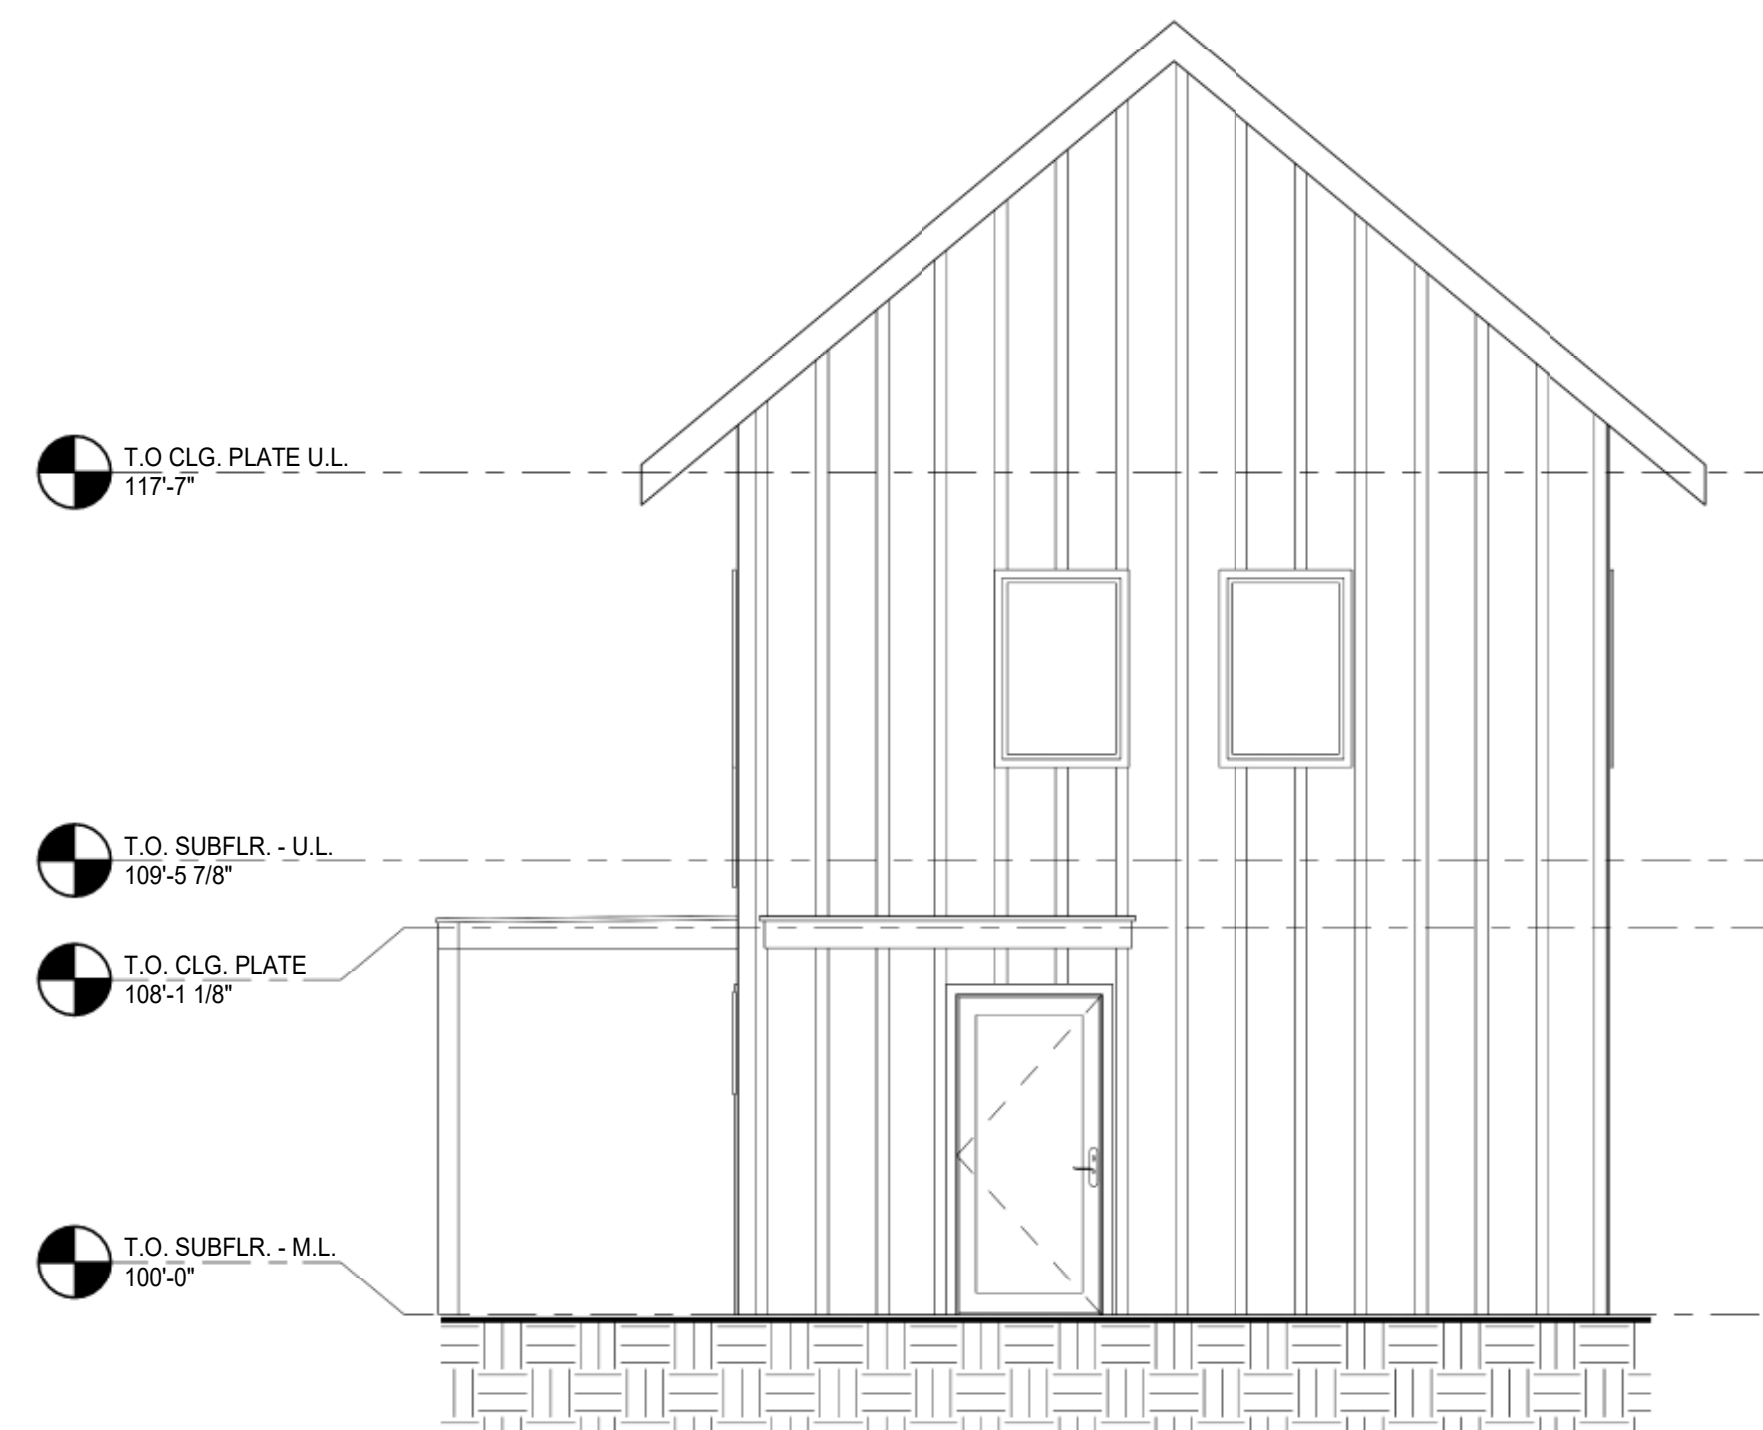 T.O CLG. PLATE U.L.
117'-7"
T.O. SUBFLR. - U.L.
109'-5 7/8"
T.O. CLG. PLATE
108'-1 1/8"
T.O. SUBFLR. - M.L.
100'-0"